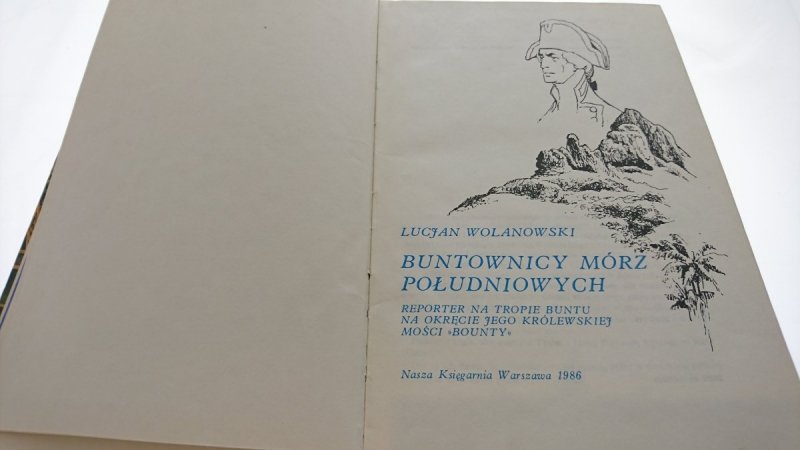 LUCJAN WOLANOWSKI
BUNTOWNICY MÓRZ
POŁUDNIOWYCH
REPORTER NA TROPIE BUNTU
NA OKRĘCIE JEGO KRÓLEWSKIEJ
MOŚCI »BOUNTY«
Nasza Księgarnia Warszawa 1986